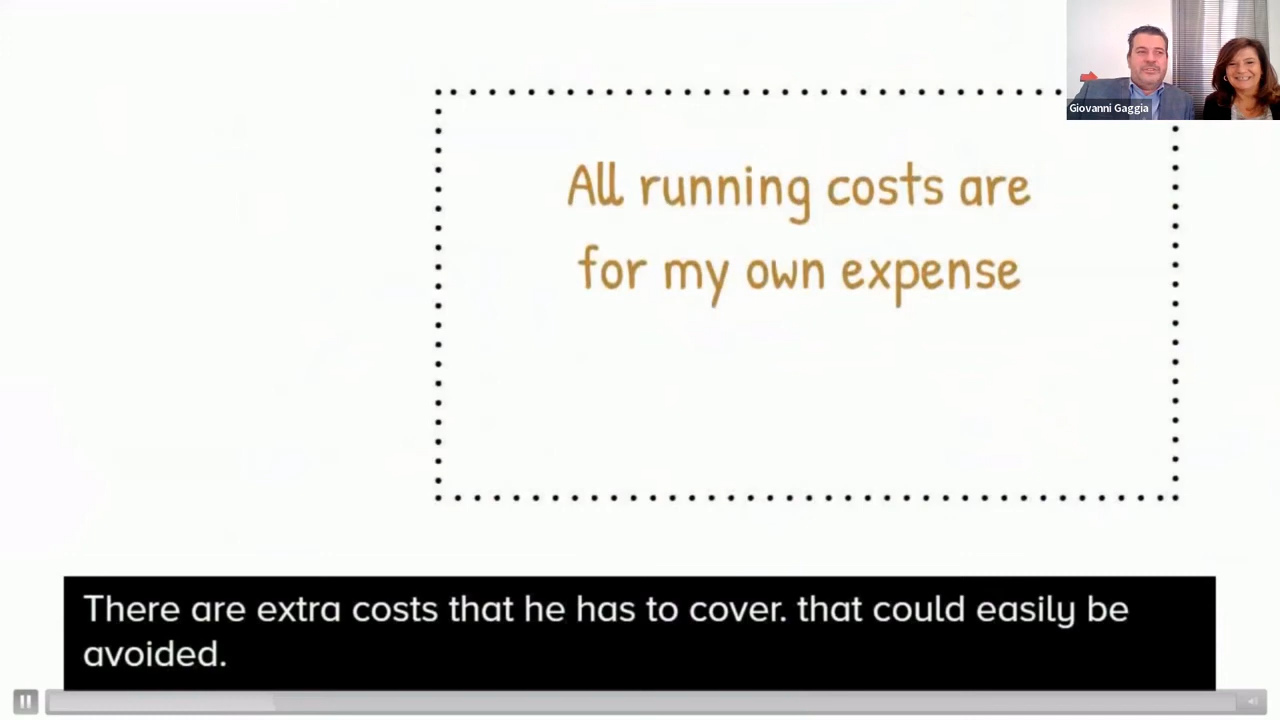 Giovanni Gaggia
All running costs are
for my own expense
There are extra costs that he has to cover. that could easily be
avoided.